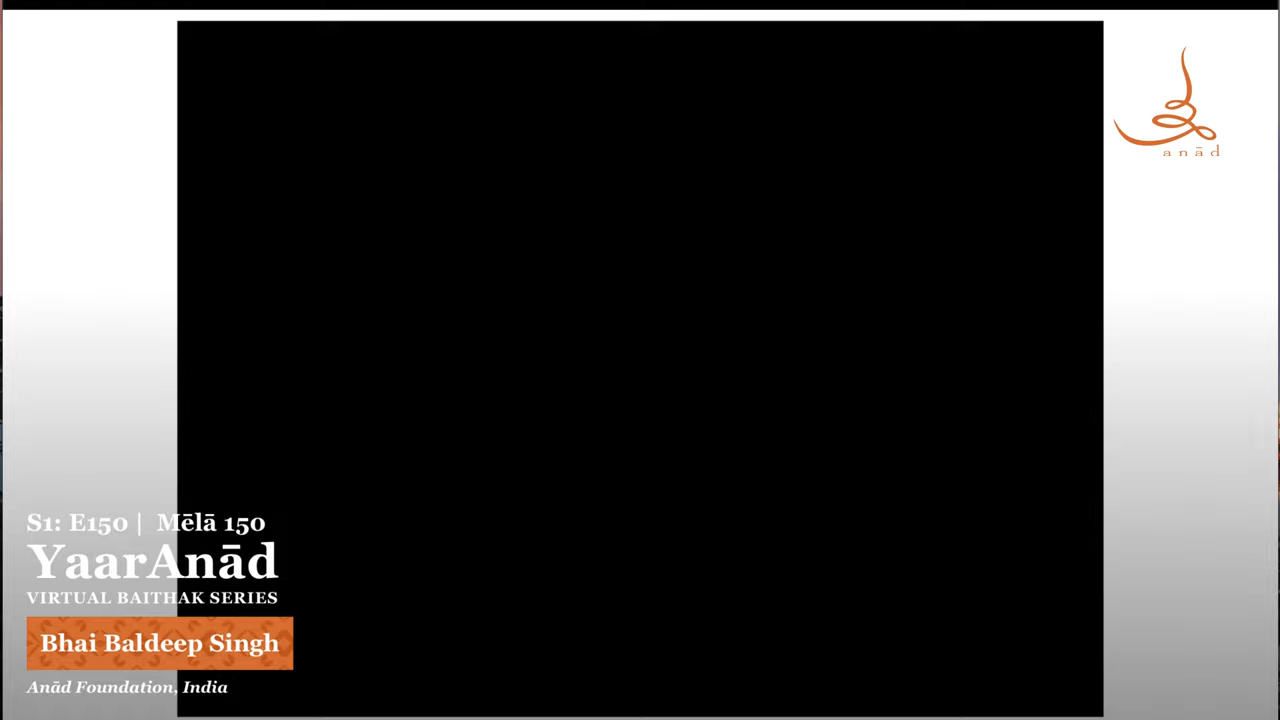 anād
S1: E150 | Mēlā 150
YaarAnād
VIRTUAL BAITHAK SERIES
Bhai Baldeep Singh
Anād Foundation, India